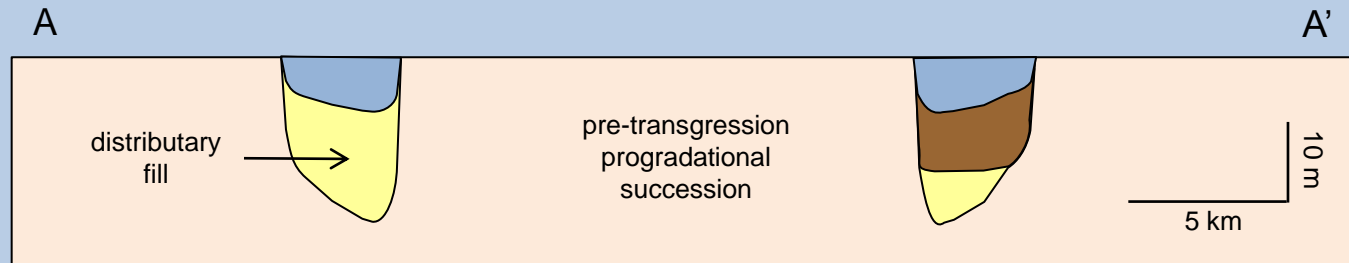 A
A’
distributary
fill
pre-transgression
progradational
succession
10 m
5 km